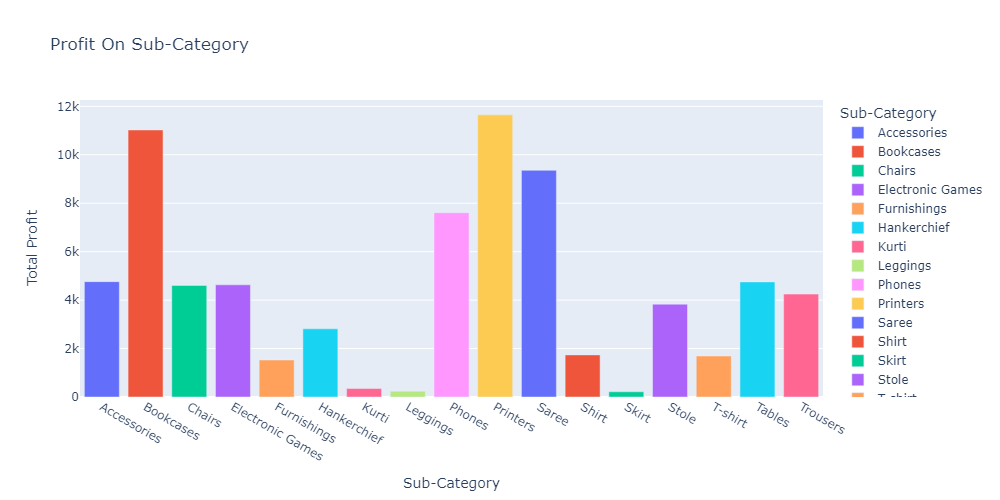 Profit On Sub-Category
Total Profit
12k
10k
8k
6k
4k
2k
0
Accessories
Bookcases
Chairs
Electronic Games
Furnishings
Hankerchief
Kurti
Leggings
Phones
Printers
Saree
Shirt
Skirt
Stole
T-shirt
Tables
Trousers
Sub-Category
Sub-Category
Accessories
Bookcases
Chairs
Electronic Games
Furnishings
Hankerchief
Kurti
Leggings
Phones
Printers
Saree
Shirt
Skirt
Stole
T-shirt